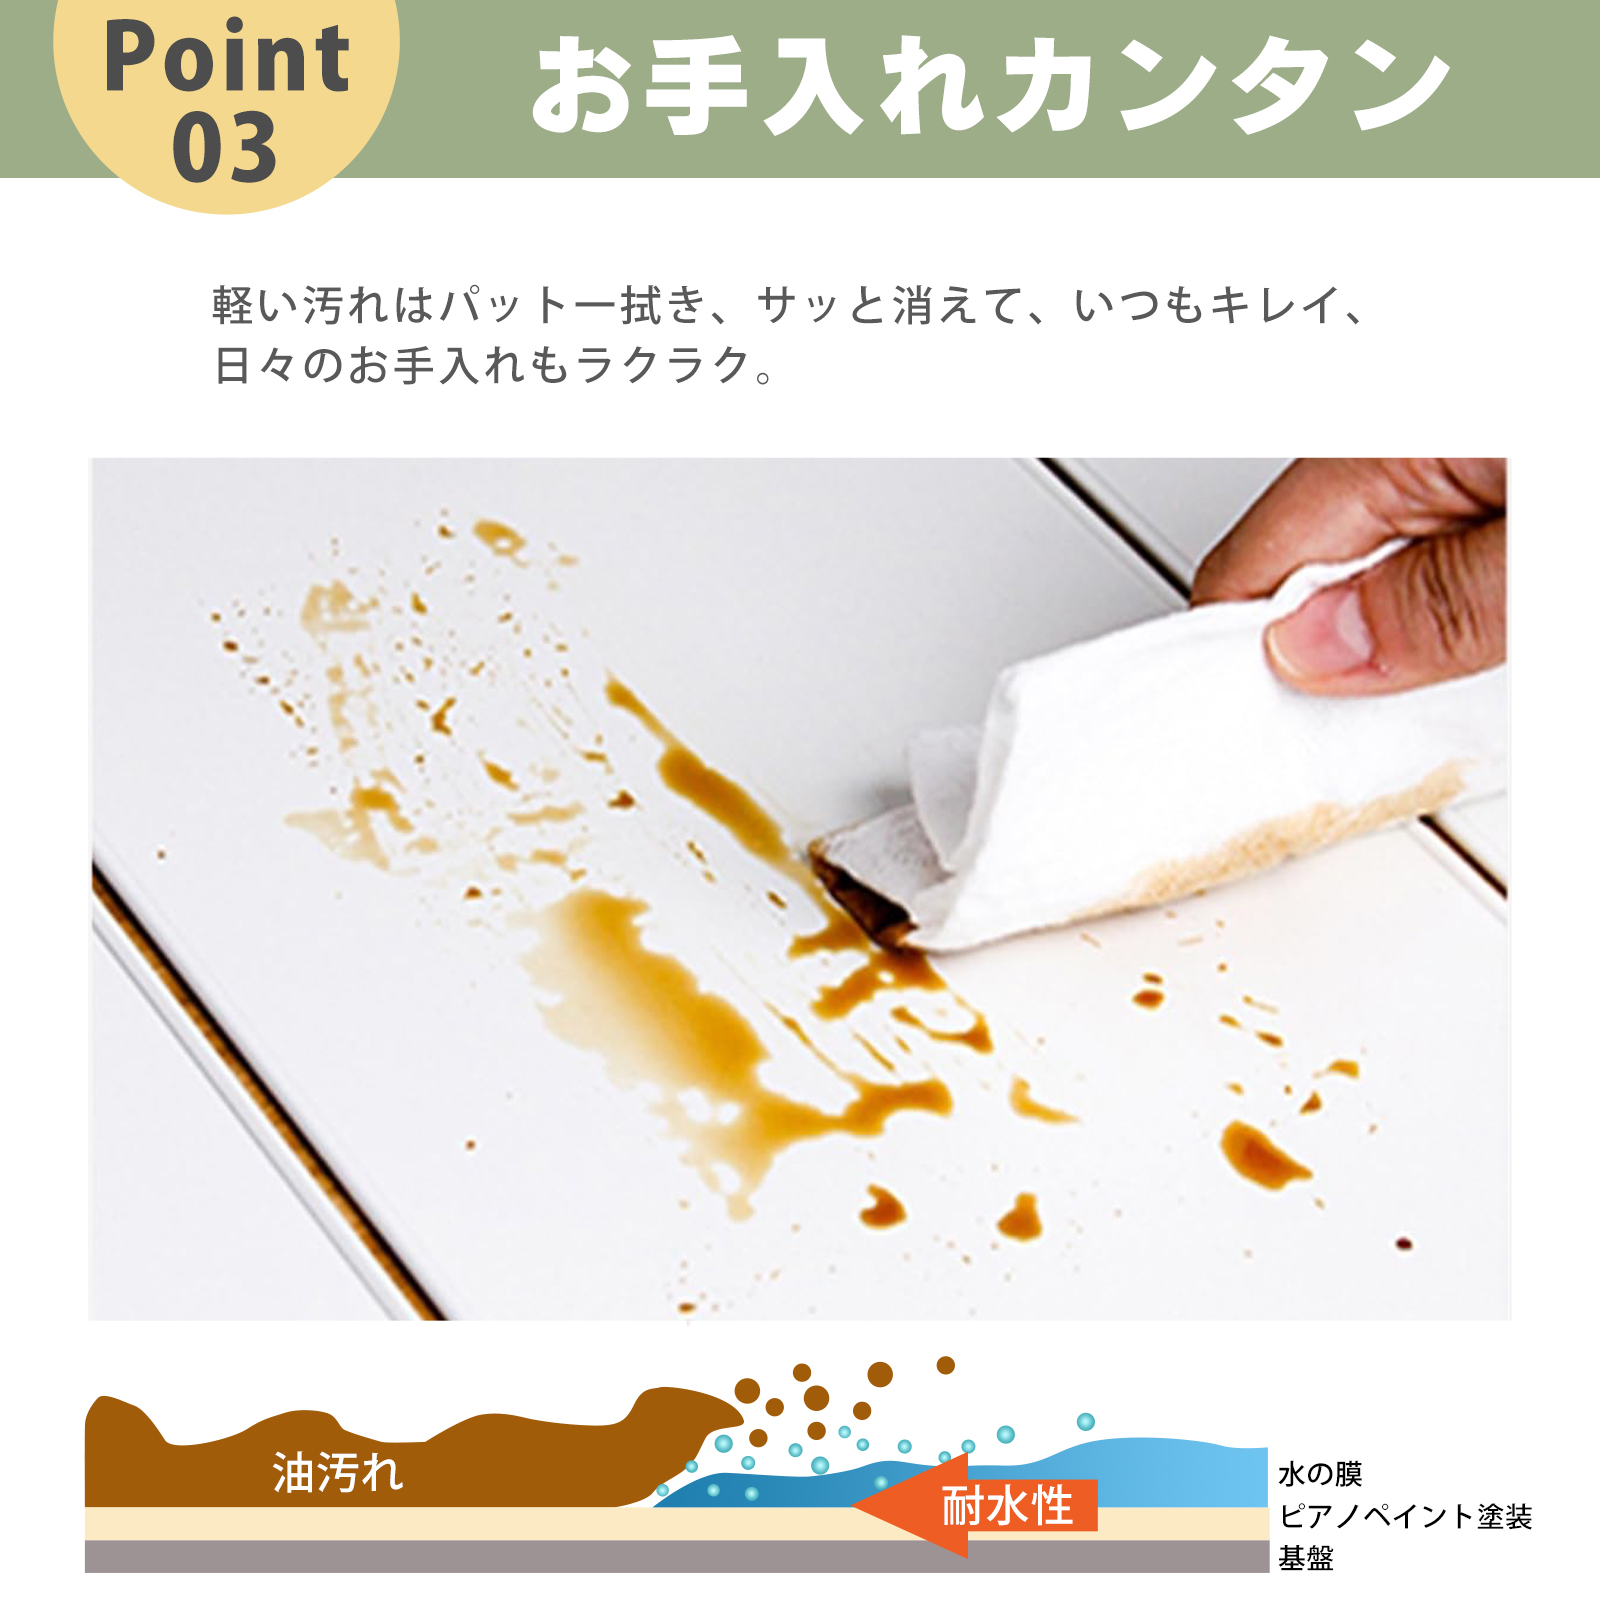 Point
03
お手入れカンタン
軽い汚れはパット一拭き、サッと消えて、いつもキレイ、
日々のお手入れもラクラク。
油汚れ
耐水性
水の膜
ピアノペイント塗装
基盤